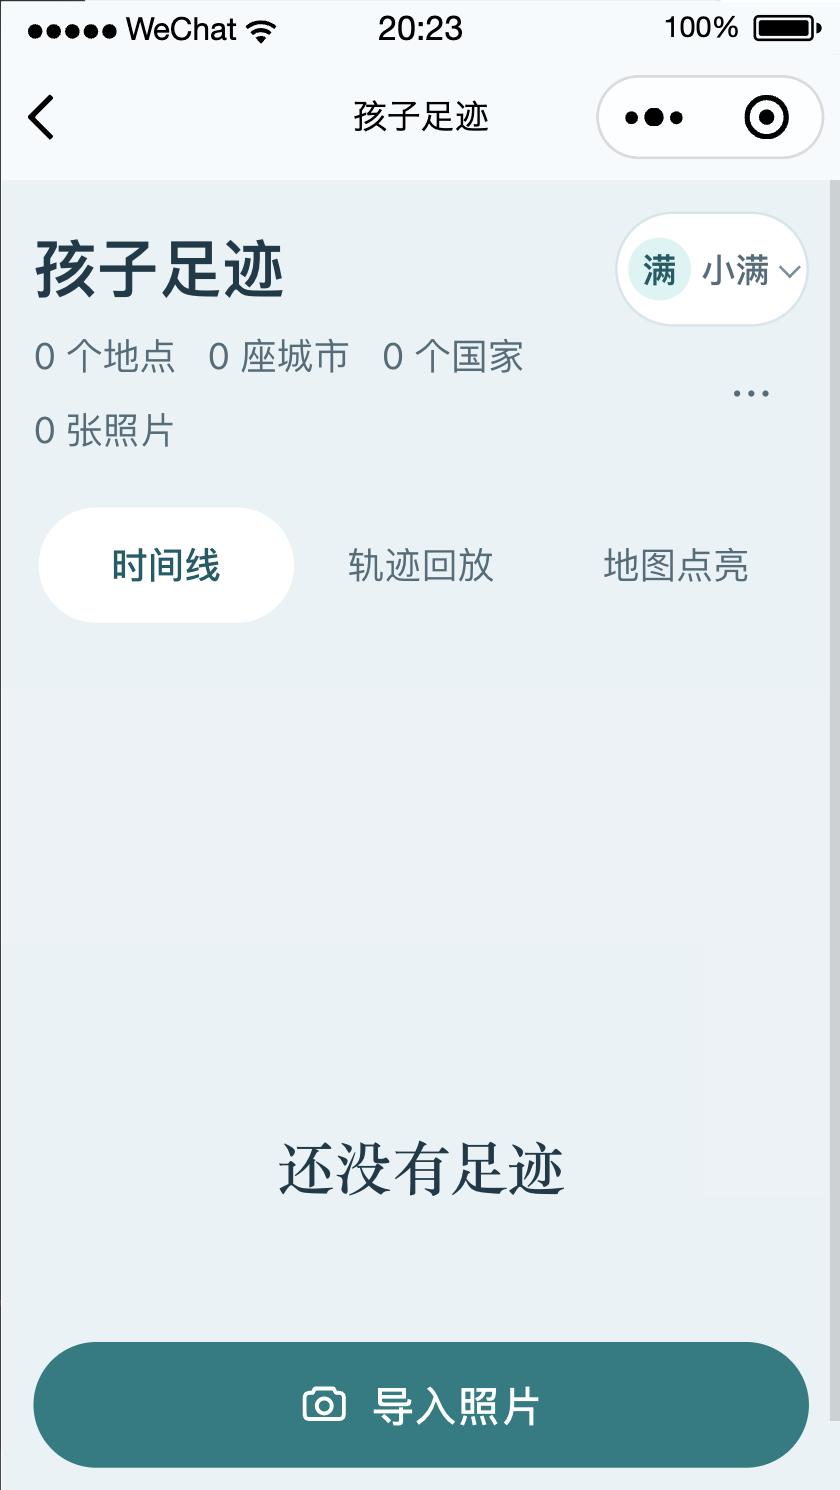 WeChat 20:23 100%
孩子足迹
孩子足迹
满 小满
0 个地点 0 座城市 0 个国家
0 张照片
时间线 轨迹回放 地图点亮
还没有足迹
导入照片